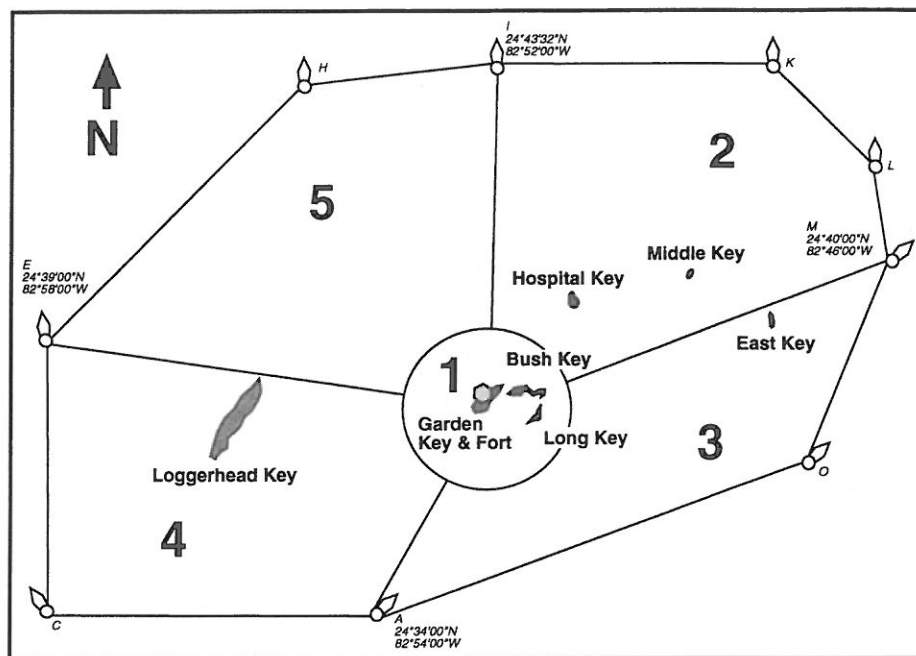 I
24°43'32"N
82°52'00"W
H
K
N
2
L
5
M
24°40'00"N
82°46'00"W
E
24°39'00"N
82°58'00"W
Middle Key
Hospital Key
East Key
1
Bush Key
Garden
Key & Fort
Long Key
3
Loggerhead Key
O
4
C
A
24°34'00"N
82°54'00"W